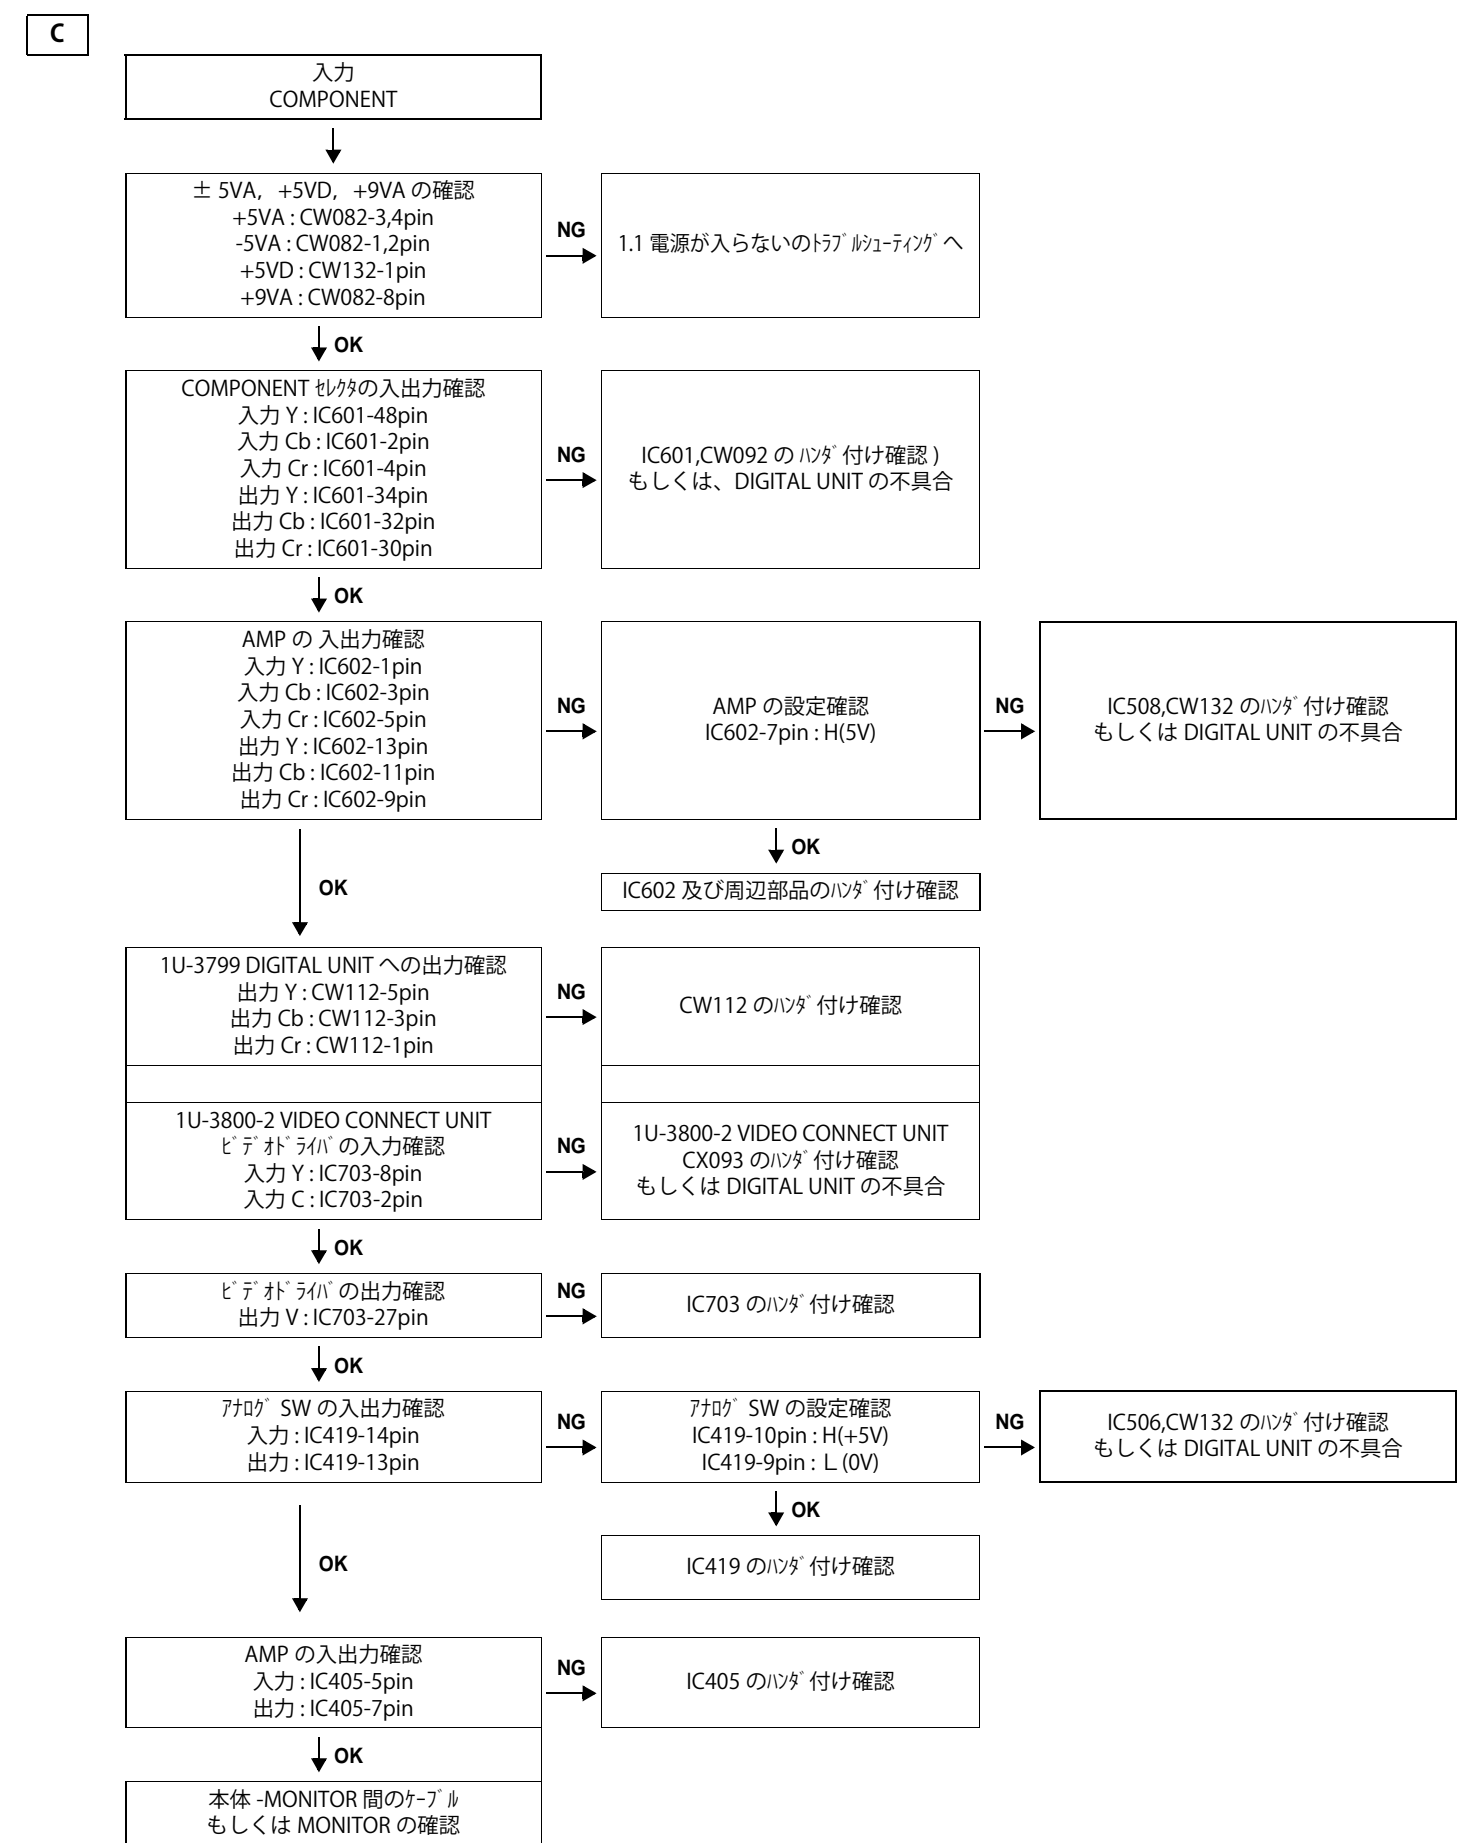 C
入力
COMPONENT
± 5VA, +5VD, +9VA の確認
+5VA : CW082-3,4pin
-5VA : CW082-1,2pin
+5VD : CW132-1pin
+9VA : CW082-8pin
NG
1.1 電源が入らないのﾄﾗﾌﾞﾙｼｭｰﾃｨﾝｸﾞへ
OK
COMPONENT ｾﾚｸﾀの入出力確認
入力 Y : IC601-48pin
入力 Cb : IC601-2pin
入力 Cr : IC601-4pin
出力 Y : IC601-34pin
出力 Cb : IC601-32pin
出力 Cr : IC601-30pin
NG
IC601,CW092 の ﾊﾝﾀﾞ付け確認 )
もしくは、DIGITAL UNIT の不具合
OK
AMP の 入出力確認
入力 Y : IC602-1pin
入力 Cb : IC602-3pin
入力 Cr : IC602-5pin
出力 Y : IC602-13pin
出力 Cb : IC602-11pin
出力 Cr : IC602-9pin
NG
AMP の設定確認
IC602-7pin : H(5V)
NG
IC508,CW132 のﾊﾝﾀﾞ付け確認
もしくは DIGITAL UNIT の不具合
OK
IC602 及び周辺部品のﾊﾝﾀﾞ付け確認
OK
1U-3799 DIGITAL UNIT への出力確認
出力 Y : CW112-5pin
出力 Cb : CW112-3pin
出力 Cr : CW112-1pin
NG
CW112 のﾊﾝﾀﾞ付け確認
1U-3800-2 VIDEO CONNECT UNIT
ﾋﾞﾃﾞｵﾄﾞﾗｲﾊﾞの入力確認
入力 Y : IC703-8pin
入力 C : IC703-2pin
NG
1U-3800-2 VIDEO CONNECT UNIT
CX093 のﾊﾝﾀﾞ付け確認
もしくは DIGITAL UNIT の不具合
OK
ﾋﾞﾃﾞｵﾄﾞﾗｲﾊﾞの出力確認
出力 V : IC703-27pin
NG
IC703 のﾊﾝﾀﾞ付け確認
OK
ｱﾅﾛｸﾞ SW の入出力確認
入力 : IC419-14pin
出力 : IC419-13pin
NG
ｱﾅﾛｸﾞ SW の設定確認
IC419-10pin : H(+5V)
IC419-9pin : L (0V)
NG
IC506,CW132 のﾊﾝﾀﾞ付け確認
もしくは DIGITAL UNIT の不具合
OK
IC419 のﾊﾝﾀﾞ付け確認
OK
AMP の入出力確認
入力 : IC405-5pin
出力 : IC405-7pin
NG
IC405 のﾊﾝﾀﾞ付け確認
OK
本体 -MONITOR 間のｹｰﾌﾞﾙ
もしくは MONITOR の確認